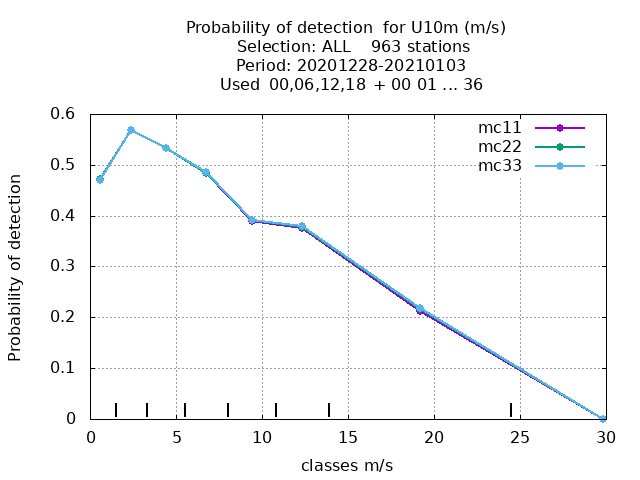 Probability of detection  for U10m (m/s)
Selection: ALL    963 stations
Period: 20201228-20210103
Used  00,06,12,18  + 00 01 ... 36
mc11
mc22
mc33
Probability of detection
0.6
0.5
0.4
0.3
0.2
0.1
0
0 5 10 15 20 25 30
classes m/s